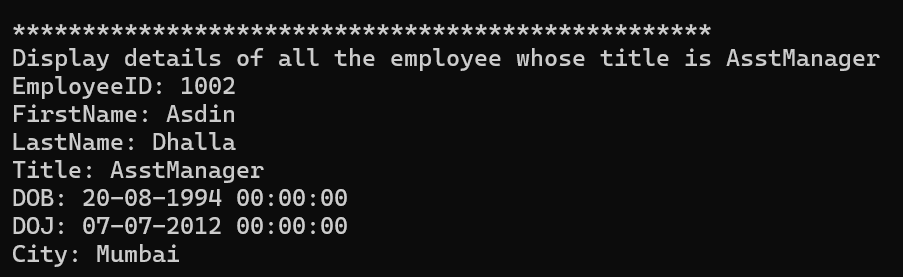 **************************************************
Display details of all the employee whose title is AsstManager
EmployeeID: 1002
FirstName: Asdin
LastName: Dhalla
Title: AsstManager
DOB: 20-08-1994 00:00:00
DOJ: 07-07-2012 00:00:00
City: Mumbai